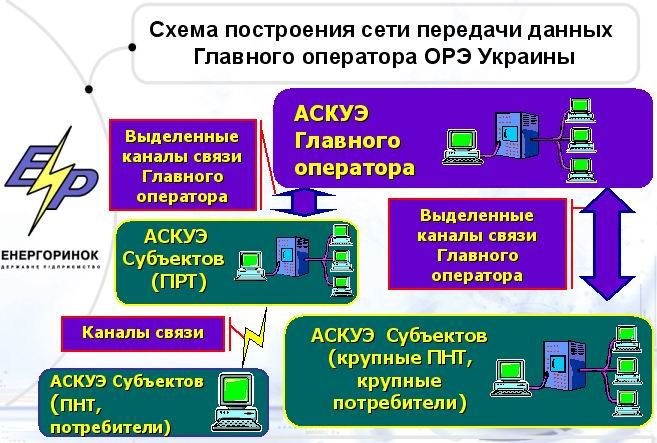 Схема построения сети передачи данных
Главного оператора ОРЭ Украины
АСКУЭ
Главного
оператора
Выделенные
каналы связи
Главного
оператора
ЕР
ЕНЕРГОРИНОК
ДЕРЖАВНЕ ПІДПРИЄМСТВО
АСКУЭ
Субъектов
(ПРТ)
Выделенные
каналы связи
Главного
оператора
Каналы связи
АСКУЭ Субъектов
(крупные ПНТ,
крупные
потребители)
АСКУЭ Субъектов
(ПНТ,
потребители)